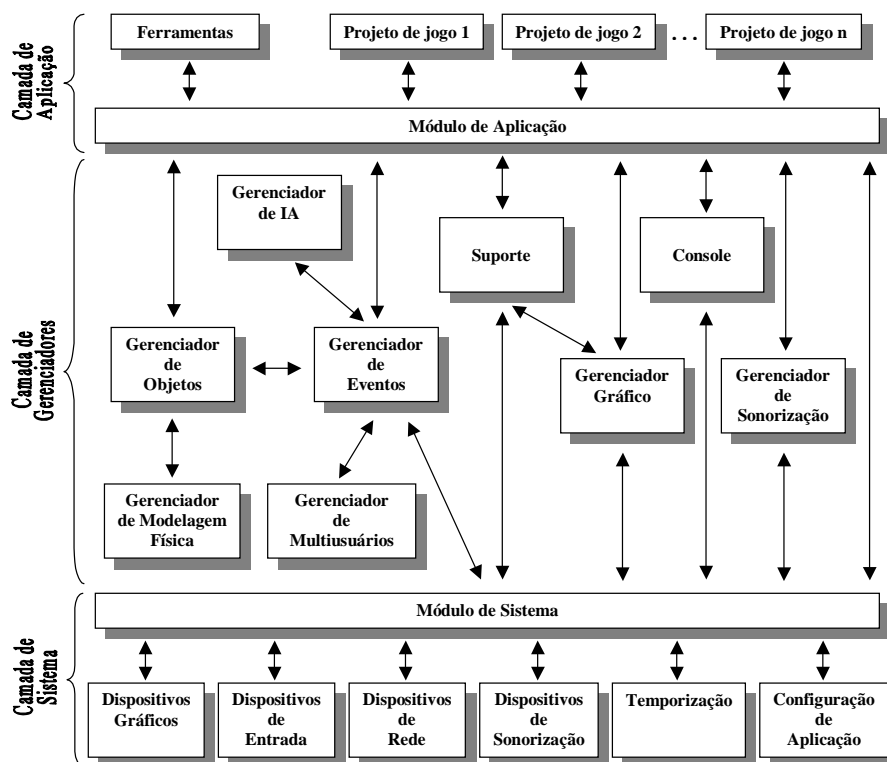 Camada de
Aplicação
Ferramentas
Projeto de jogo 1
Projeto de jogo 2
. . .
Projeto de jogo n
Módulo de Aplicação
Camada de
Gerenciadores
Gerenciador
de IA
Suporte
Console
Gerenciador
de
Objetos
Gerenciador
de
Eventos
Gerenciador
Gráfico
Gerenciador
de
Sonorização
Gerenciador
de Modelagem
Física
Gerenciador
de
Multiusuários
Camada de
Sistema
Módulo de Sistema
Dispositivos
Gráficos
Dispositivos
de
Entrada
Dispositivos
de
Rede
Dispositivos
de
Sonorização
Temporização
Configuração
de
Aplicação